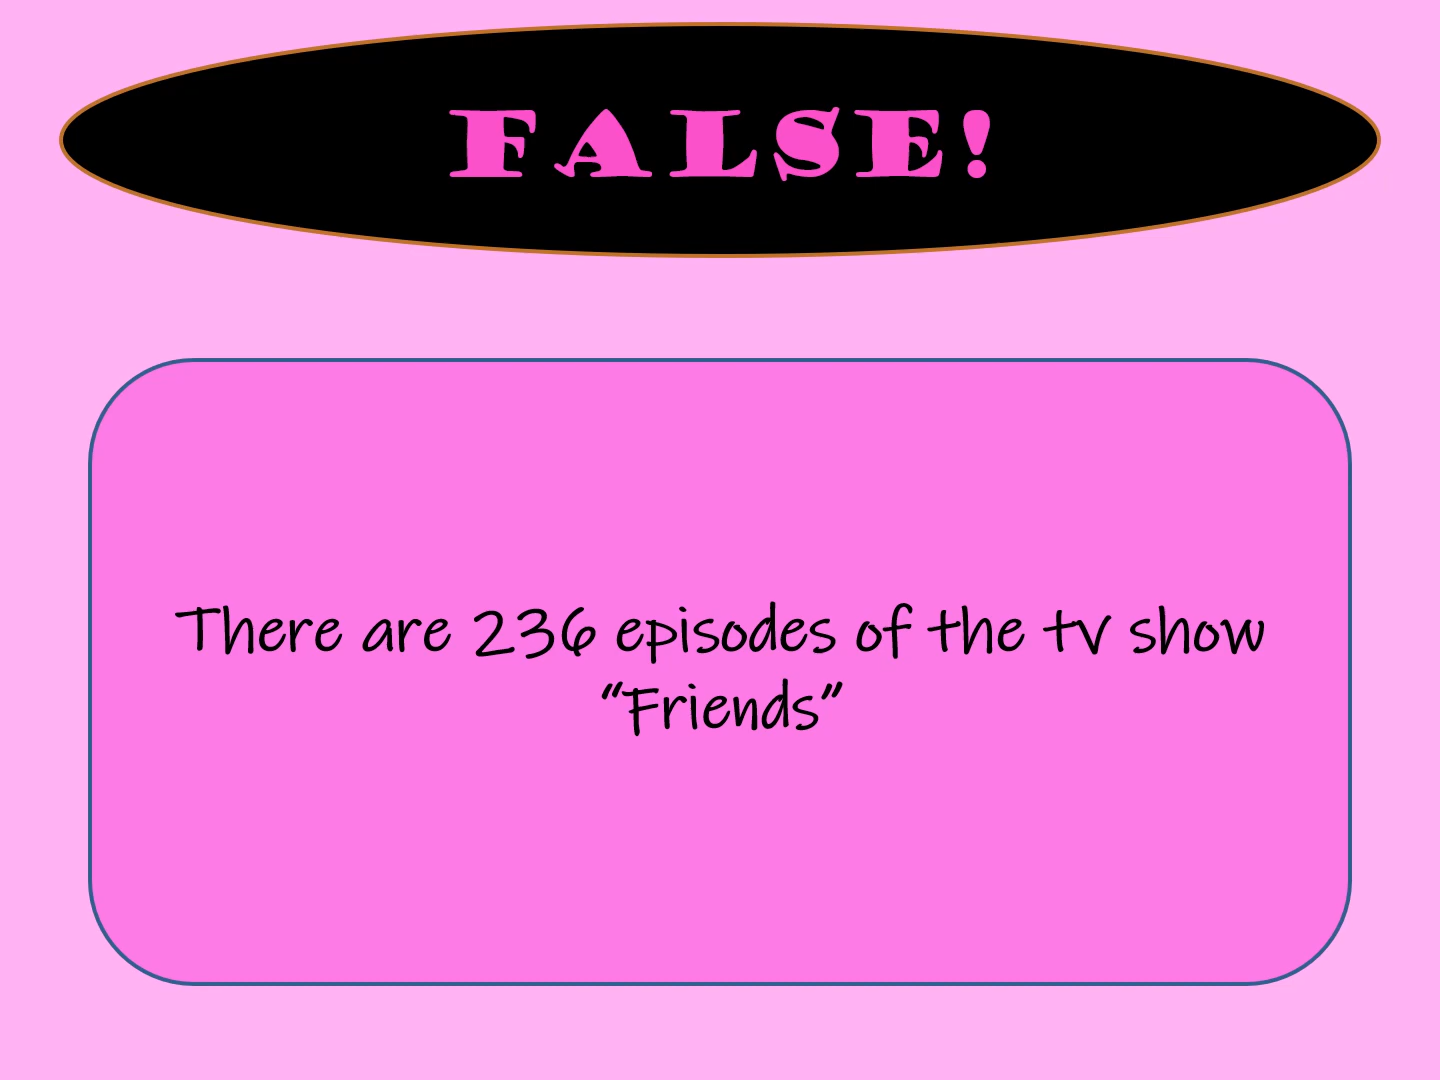 FALSE!
There are 236 episodes of the tv show
“Friends”